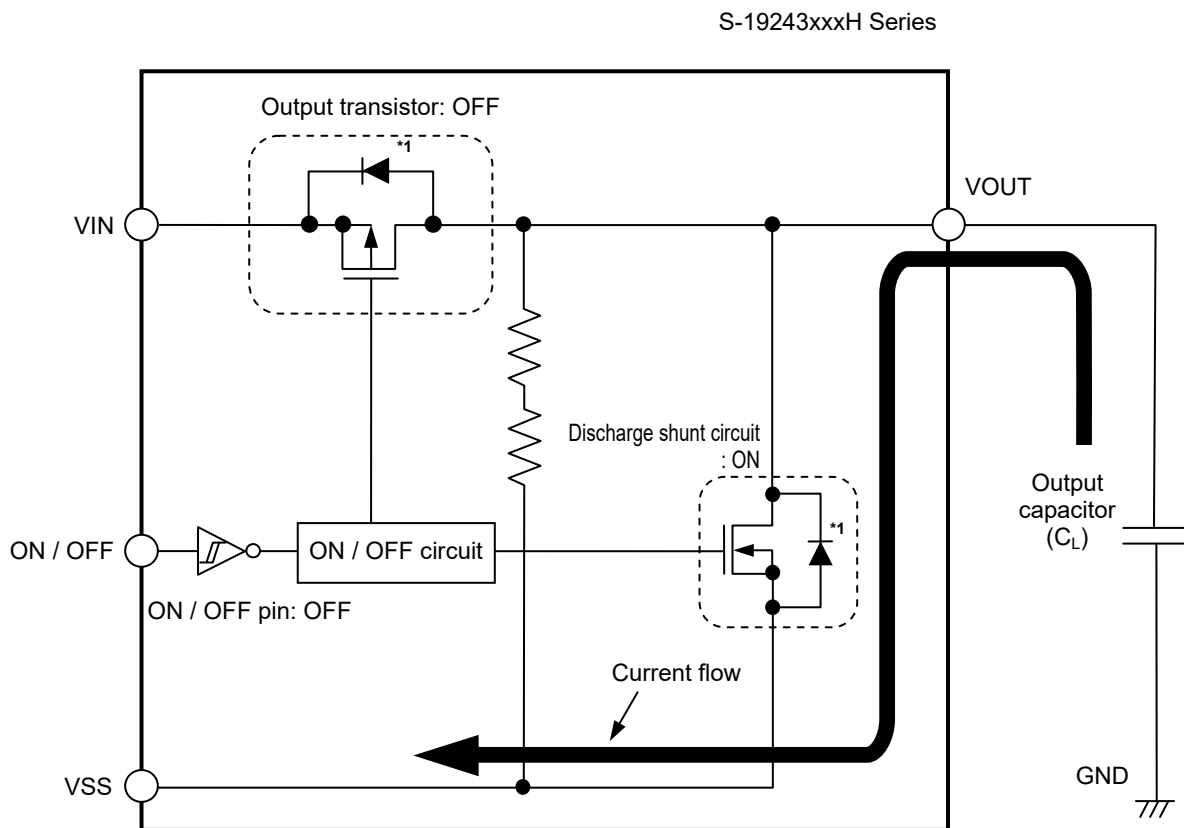 S-19243xxxH Series
Output transistor: OFF
*1
VOUT
VIN
Discharge shunt circuit
: ON
*1
Output
capacitor
(CL)
ON / OFF
ON / OFF circuit
ON / OFF pin: OFF
Current flow
VSS
GND